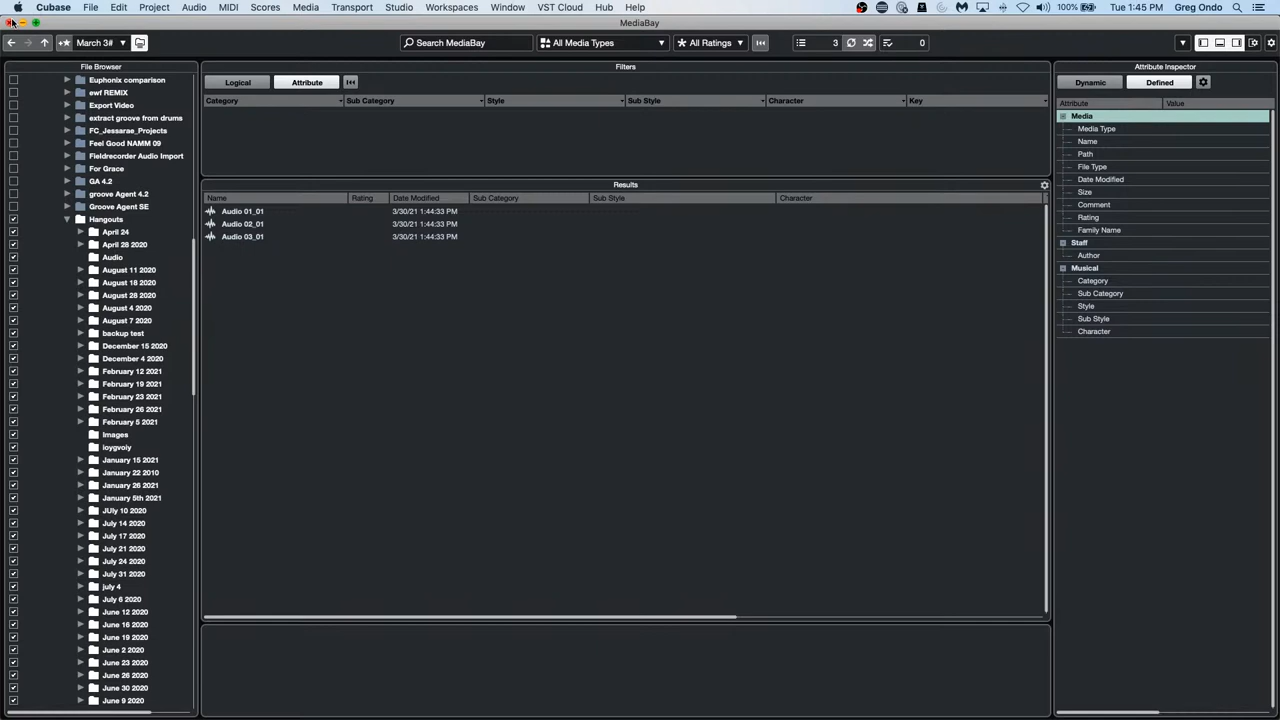 Cubase File Edit Project Audio MIDI Scores Media Transport Studio Workspaces Window VST Cloud Hub Help 100% Tue 1:45 PM Greg Ondo
MediaBay
March 3# Search MediaBay All Media Types All Ratings 3 0
File Browser
Euphonix comparison
ewf REMIX
Export Video
extract groove from drums
FC_Jessarae_Projects
Feel Good NAMM 09
Fieldrecorder Audio Import
For Grace
GA 4.2
groove Agent 4.2
Groove Agent SE
Hangouts
April 24
April 28 2020
Audio
August 11 2020
August 18 2020
August 28 2020
August 4 2020
August 7 2020
backup test
December 15 2020
December 4 2020
February 12 2021
February 19 2021
February 23 2021
February 26 2021
February 5 2021
Images
ioygvoiy
January 15 2021
January 22 2010
January 26 2021
January 5th 2021
JUly 10 2020
July 14 2020
July 17 2020
July 21 2020
July 24 2020
July 31 2020
july 4
July 6 2020
June 12 2020
June 16 2020
June 19 2020
June 2 2020
June 23 2020
June 26 2020
June 30 2020
June 9 2020
Filters
Logical Attribute
Category Sub Category Style Sub Style Character Key
Results
Name Rating Date Modified Sub Category Sub Style Character
Audio 01_01 3/30/21 1:44:33 PM
Audio 02_01 3/30/21 1:44:33 PM
Audio 03_01 3/30/21 1:44:33 PM
Attribute Inspector
Dynamic Defined
Attribute Value
Media
Media Type
Name
Path
File Type
Date Modified
Size
Comment
Rating
Family Name
Staff
Author
Musical
Category
Sub Category
Style
Sub Style
Character